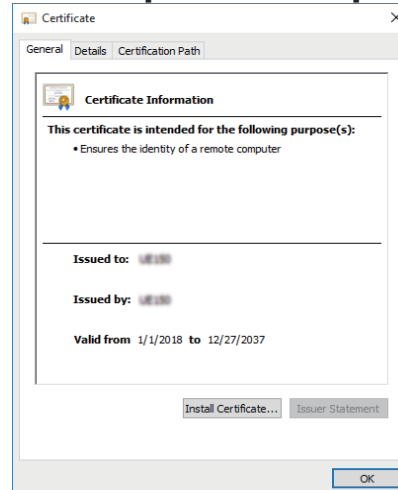 Certificate
General Details Certification Path
Certificate Information
This certificate is intended for the following purpose(s):
• Ensures the identity of a remote computer
Issued to:
Issued by:
Valid from 1/1/2018 to 12/27/2037
Install Certificate... Issuer Statement
OK